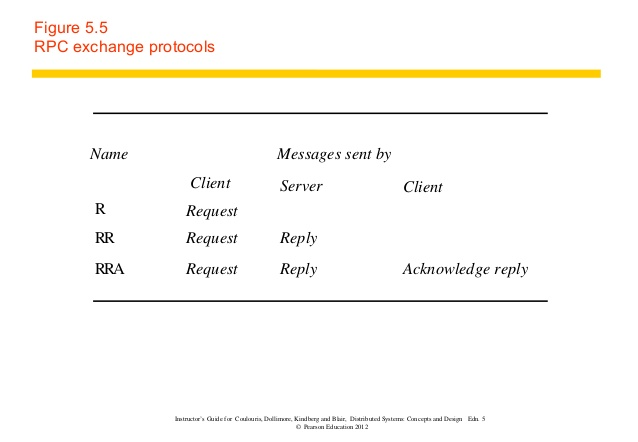 Figure 5.5
RPC exchange protocols
Name Messages sent by
Client Server Client
R Request
RR Request Reply
RRA Request Reply Acknowledge reply
Instructor's Guide for Coulouris, Dollimore, Kindberg and Blair, Distributed Systems: Concepts and Design Edn. 5
© Pearson Education 2012